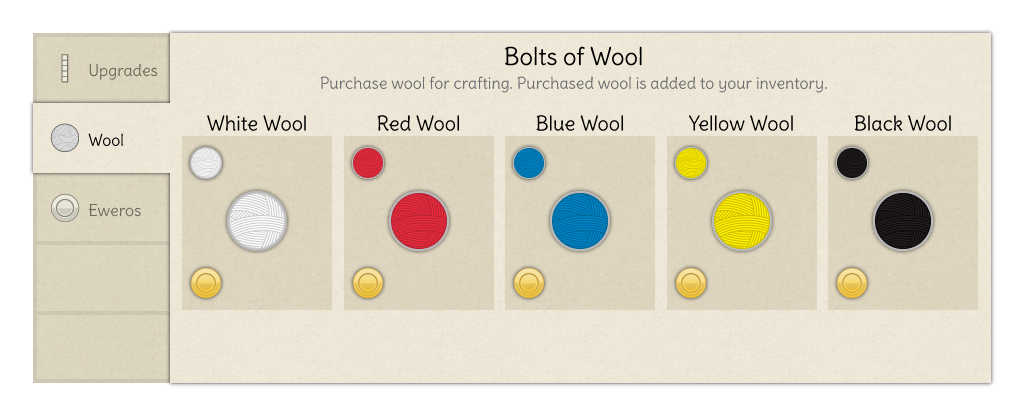 Upgrades
Wool
Eweros
Bolts of Wool
Purchase wool for crafting. Purchased wool is added to your inventory.
White Wool
Red Wool
Blue Wool
Yellow Wool
Black Wool